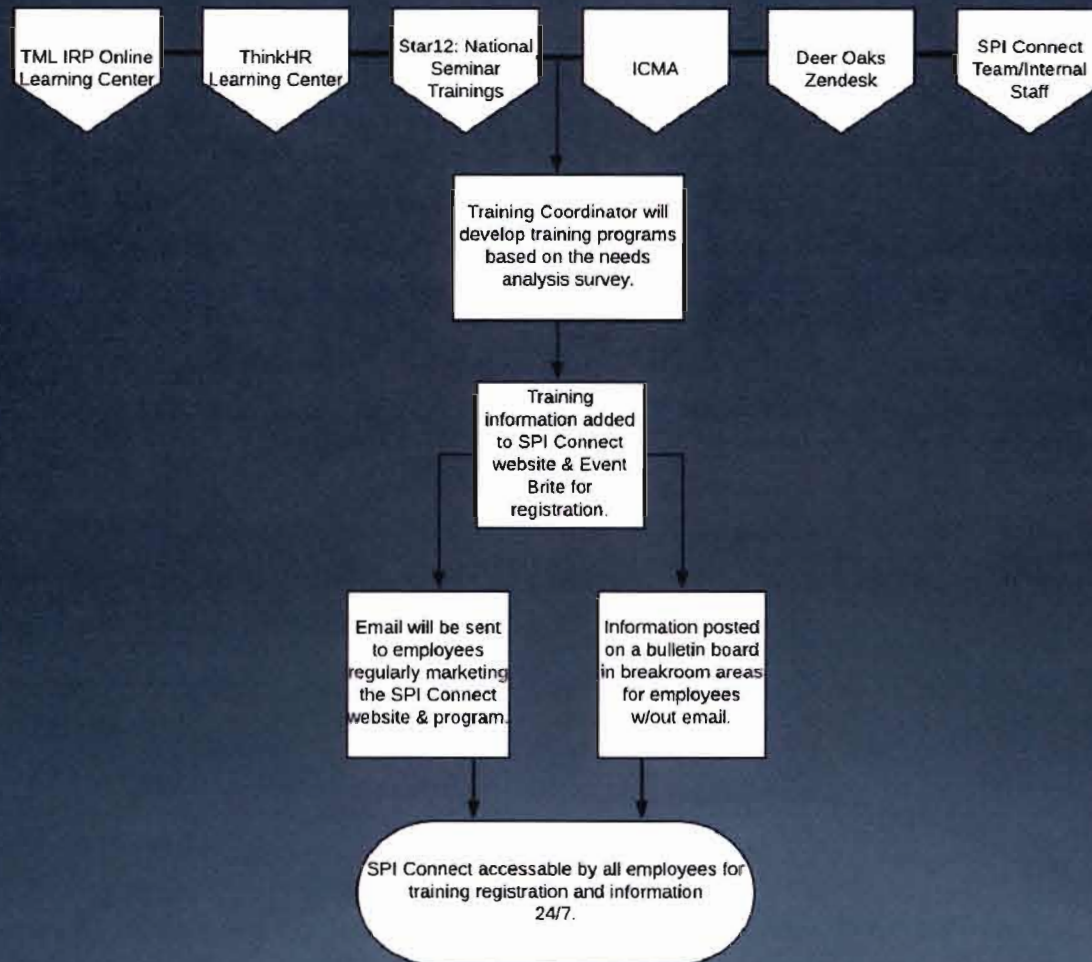 TML IRP Online
Learning Center
ThinkHR
Learning Center
Star12: National
Seminar
Trainings
ICMA
Deer Oaks
Zendesk
SPI Connect
Team/Internal
Staff
Training Coordinator will
develop training programs
based on the needs
analysis survey.
Training
information added
to SPI Connect
website & Event
Brite for
registration.
Email will be sent
to employees
regularly marketing
the SPI Connect
website & program.
Information posted
on a bulletin board
in breakroom areas
for employees
w/out email.
SPI Connect accessable by all employees for
training registration and information
24/7.